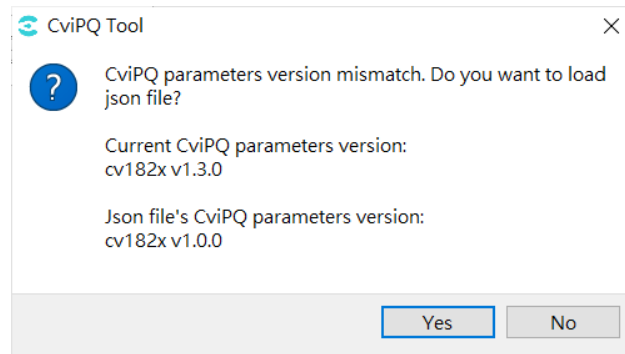 CviPQ Tool
CviPQ parameters version mismatch. Do you want to load
json file?
Current CviPQ parameters version:
cv182x v1.3.0
Json file's CviPQ parameters version:
cv182x v1.0.0
Yes
No